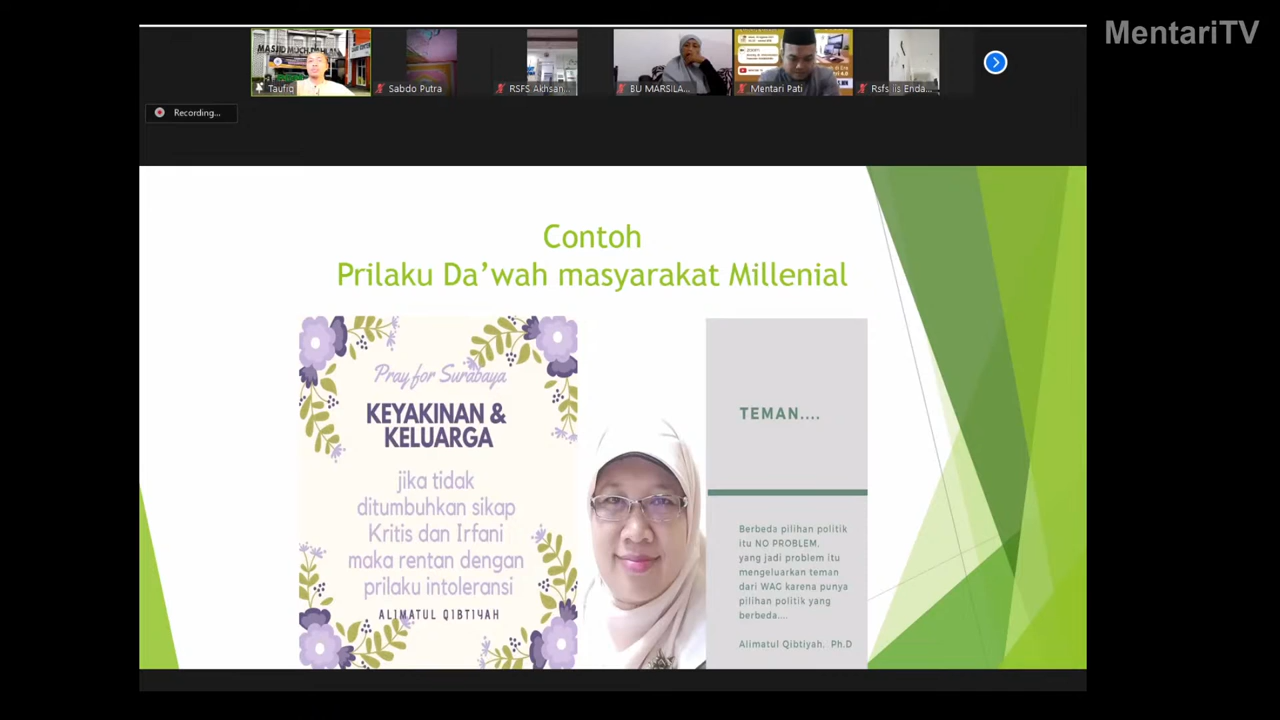 MentariTV
MASJID MUCH DAHLAN
Taufiq
Sabdo Putra
RSFS Akhsan...
BU MARSILA...
Mentari Pati
Rsfs Iis Enda...
Recording...
Contoh
Prilaku Da’wah masyarakat Millenial
Pray for Surabaya
KEYAKINAN &
KELUARGA
jika tidak
ditumbuhkan sikap
Kritis dan Irfani
maka rentan dengan
prilaku intoleransi
ALIMATUL QIBTIYAH
TEMAN....
Berbeda pilihan politik
itu NO PROBLEM,
yang jadi problem itu
mengeluarkan teman
dari WAG karena punya
pilihan politik yang
berbeda....
Alimatul Qibtiyah. Ph.D